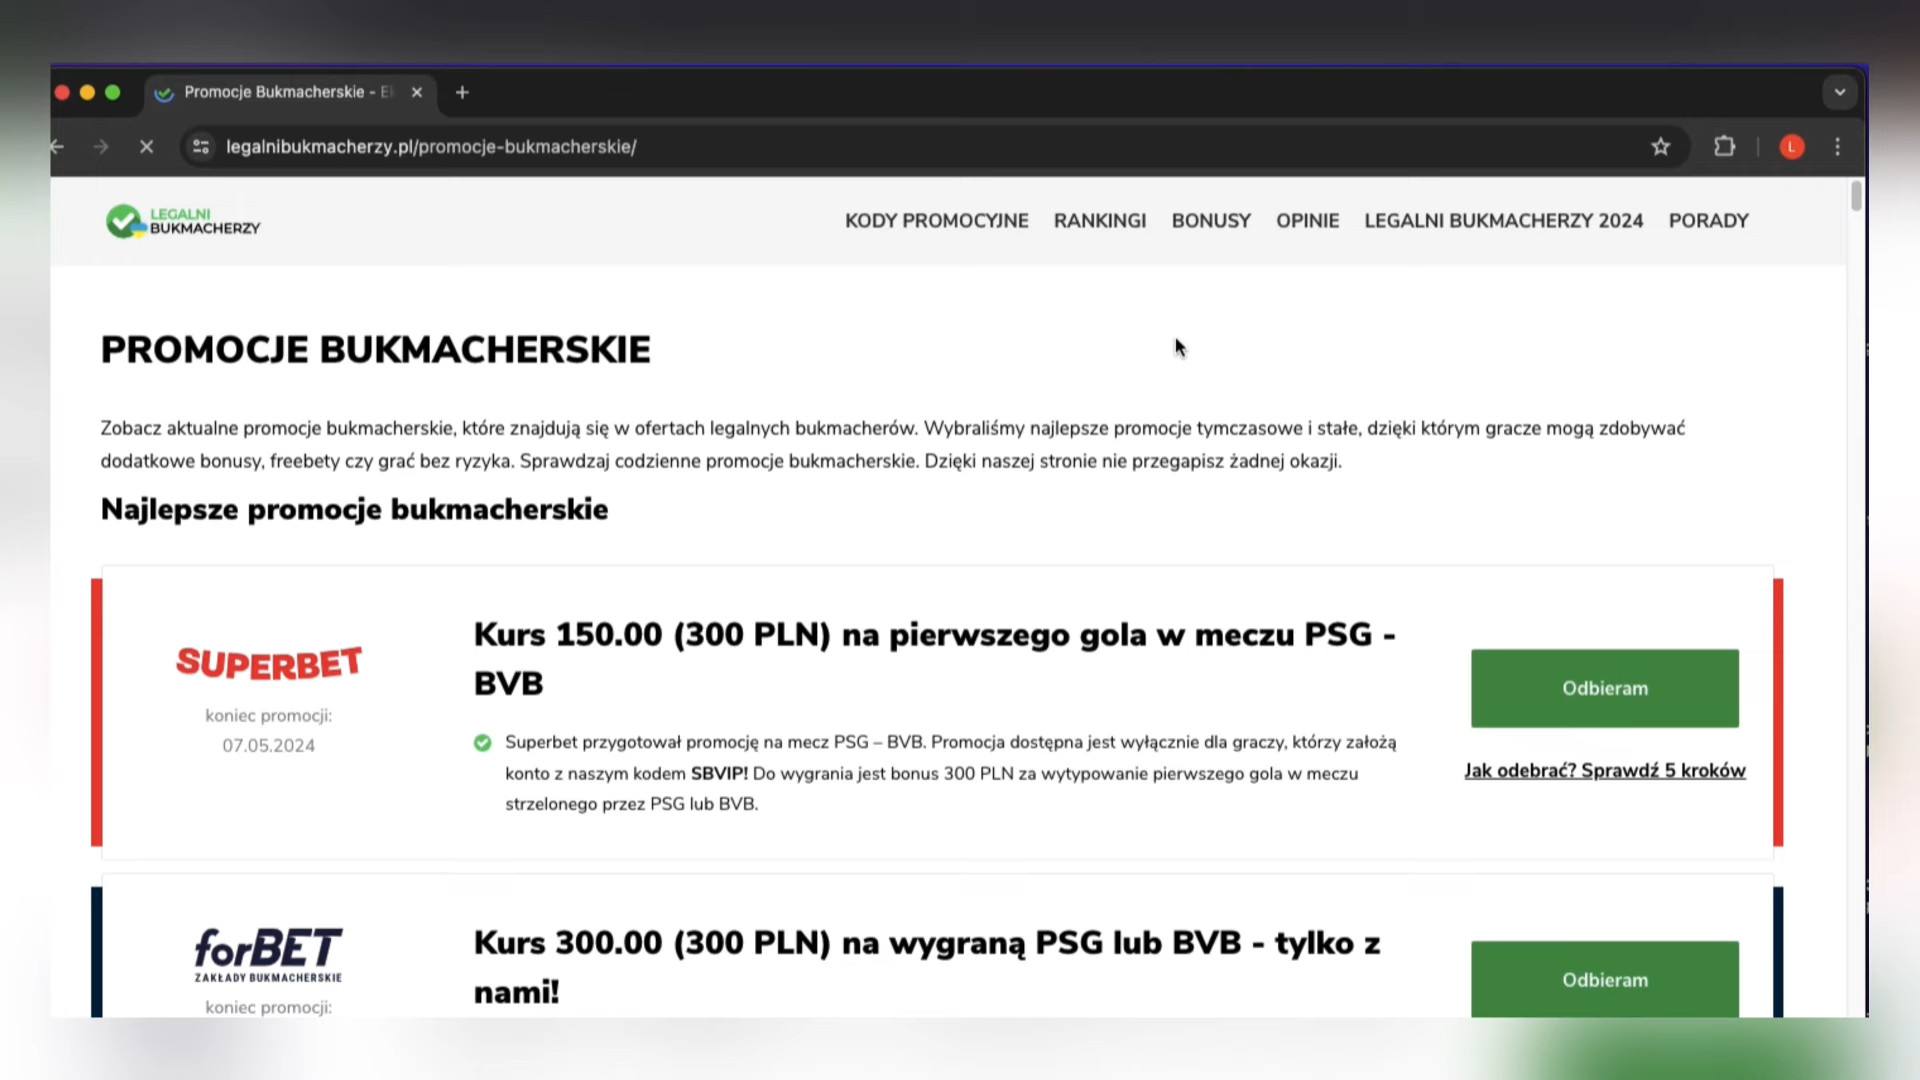 Promocje Bukmacherskie -
legalnibukmacherzy.pl/promocje-bukmacherskie/
L
LEGALNI
BUKMACHERZY
KODY PROMOCYJNE RANKINGI BONUSY OPINIE LEGALNI BUKMACHERZY 2024 PORADY
PROMOCJE BUKMACHERSKIE
Zobacz aktualne promocje bukmacherskie, które znajdują się w ofertach legalnych bukmacherów. Wybraliśmy najlepsze promocje tymczasowe i stałe, dzięki którym gracze mogą zdobywać
dodatkowe bonusy, freebety czy grać bez ryzyka. Sprawdzaj codzienne promocje bukmacherskie. Dzięki naszej stronie nie przegapisz żadnej okazji.
Najlepsze promocje bukmacherskie
SUPERBET
koniec promocji:
07.05.2024
Kurs 150.00 (300 PLN) na pierwszego gola w meczu PSG -
BVB
Superbet przygotował promocję na mecz PSG – BVB. Promocja dostępna jest wyłącznie dla graczy, którzy założą
konto z naszym kodem SBVIP! Do wygrania jest bonus 300 PLN za wytypowanie pierwszego gola w meczu
strzelonego przez PSG lub BVB.
Odbieram
Jak odebrać? Sprawdź 5 kroków
forBET
ZAKŁADY BUKMACHERSKIE
koniec promocji:
Kurs 300.00 (300 PLN) na wygraną PSG lub BVB - tylko z
nami!
Odbieram